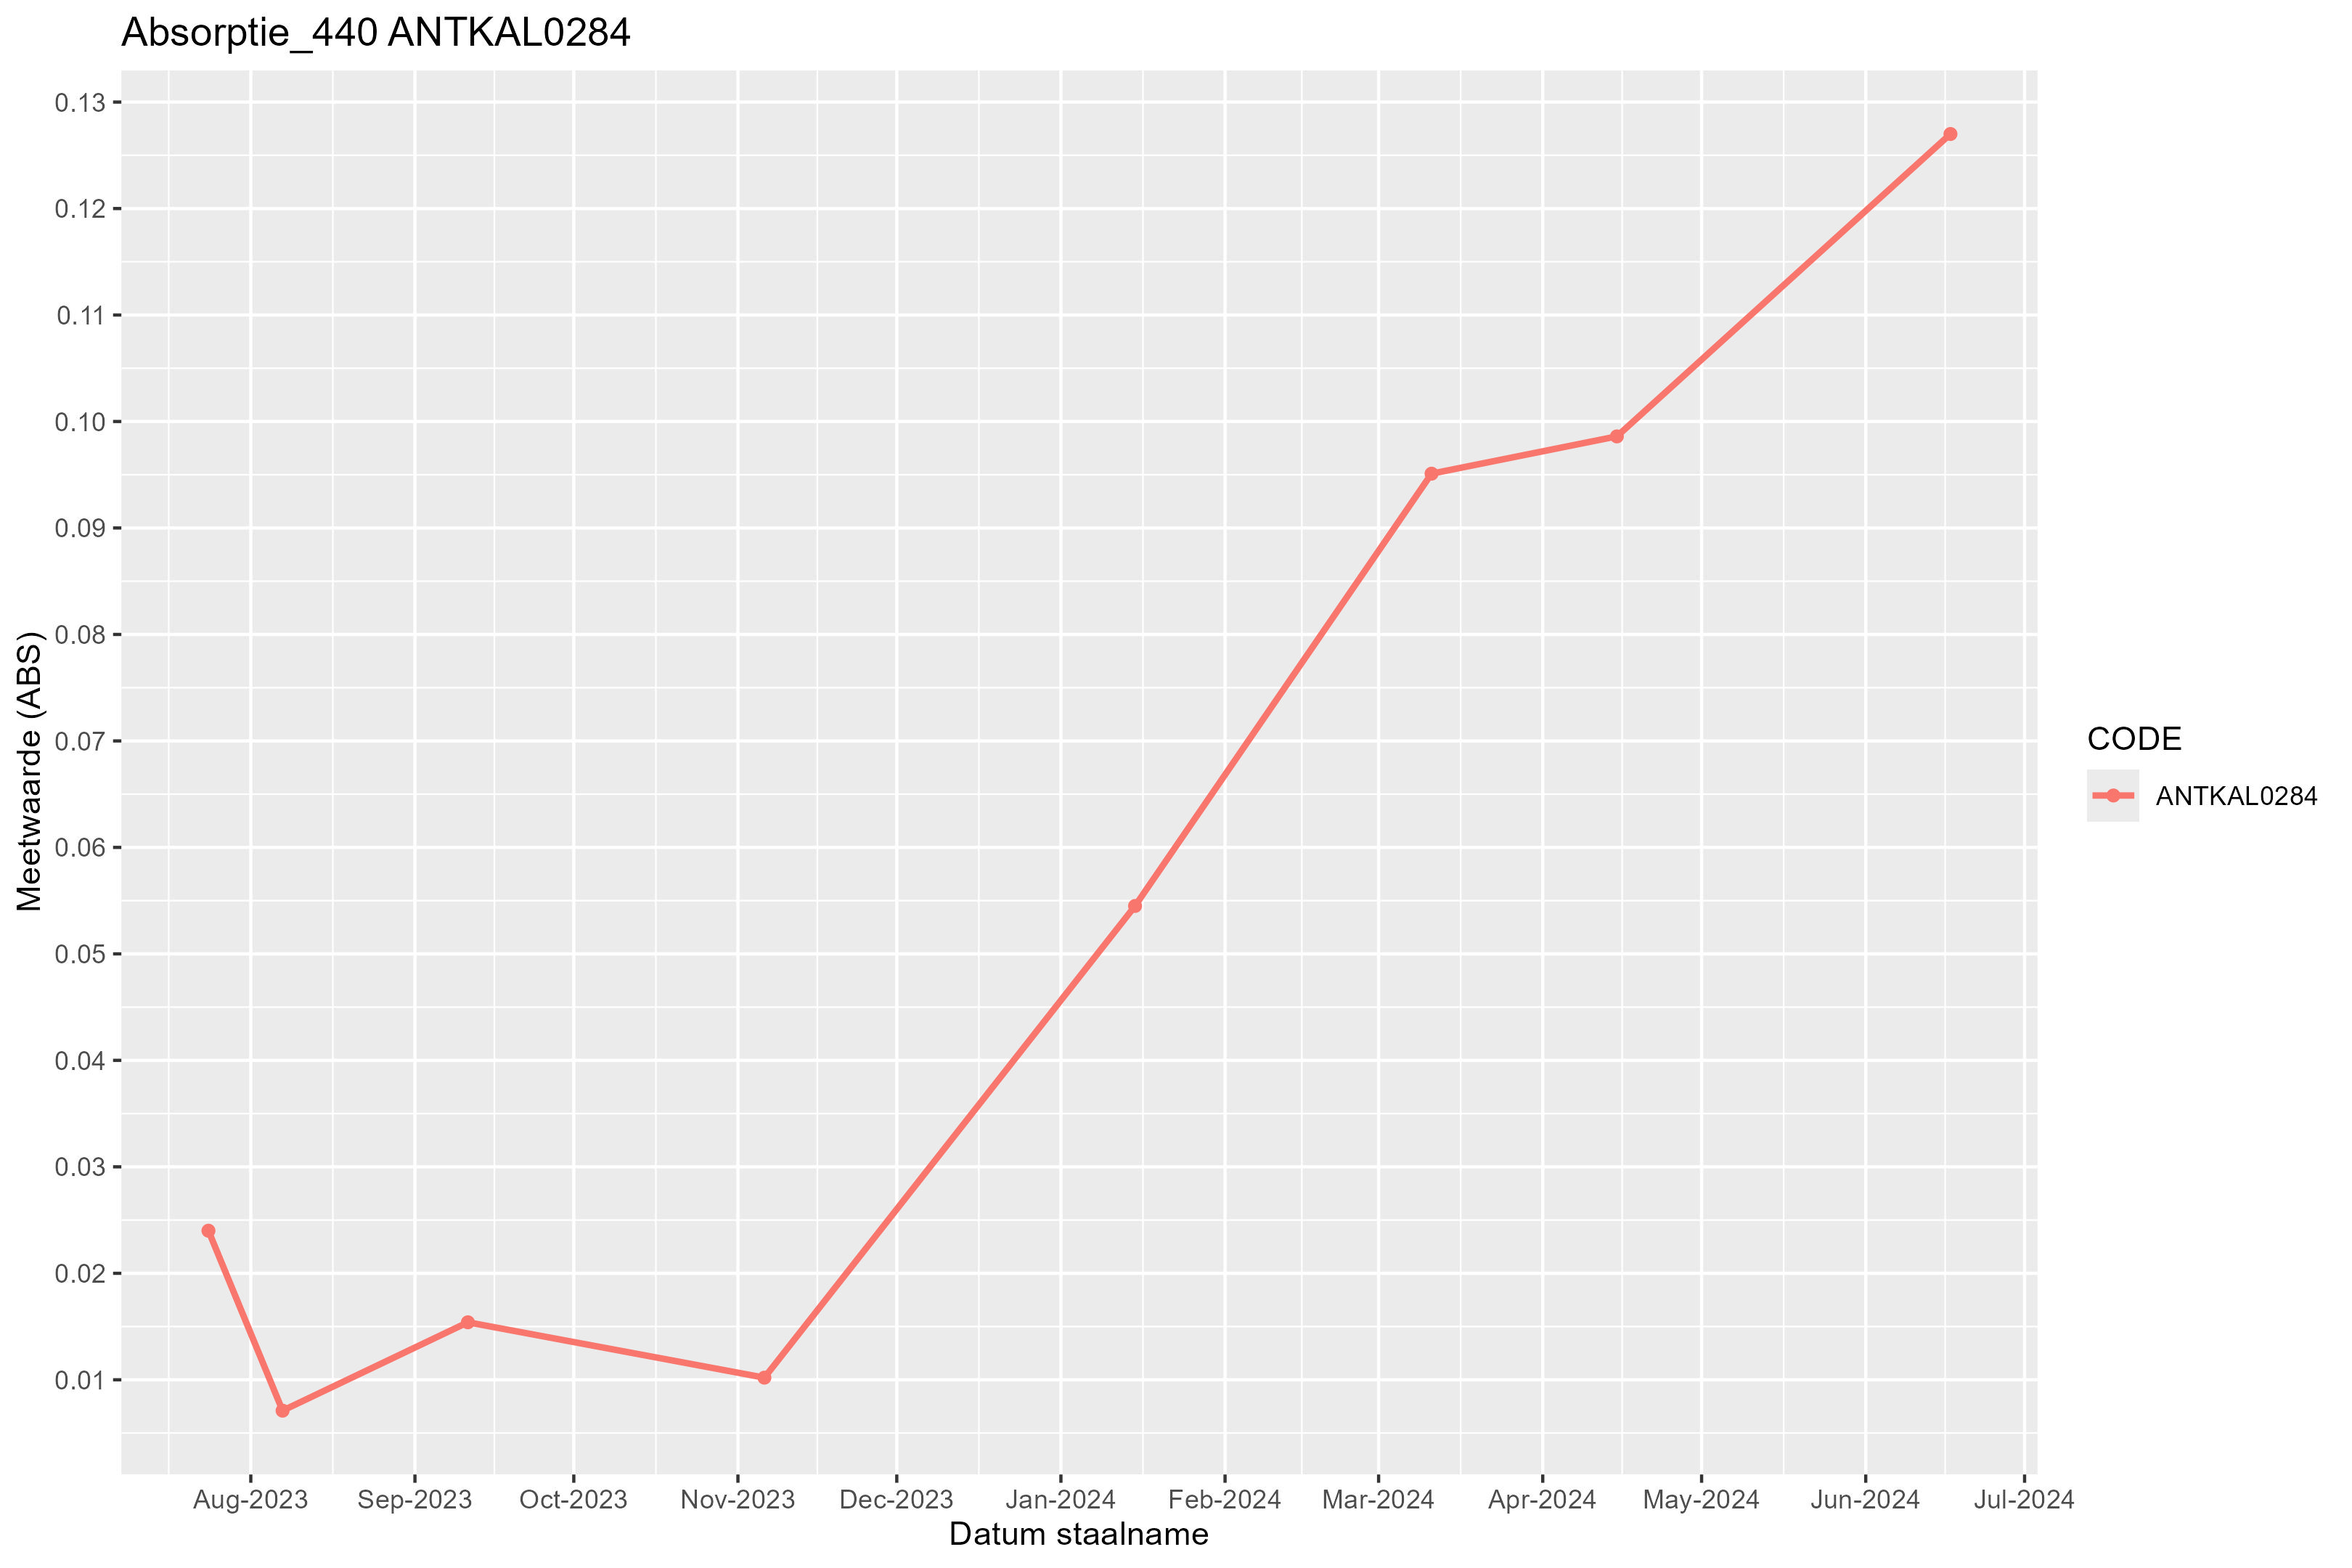 Absorptie_440 ANTKAL0284
0.13
0.12
0.11
0.10
0.09
0.08
0.07
0.06
0.05
0.04
0.03
0.02
0.01
Meetwaarde (ABS)
Aug-2023 Sep-2023 Oct-2023 Nov-2023 Dec-2023 Jan-2024 Feb-2024 Mar-2024 Apr-2024 May-2024 Jun-2024 Jul-2024
Datum staalname
CODE
ANTKAL0284